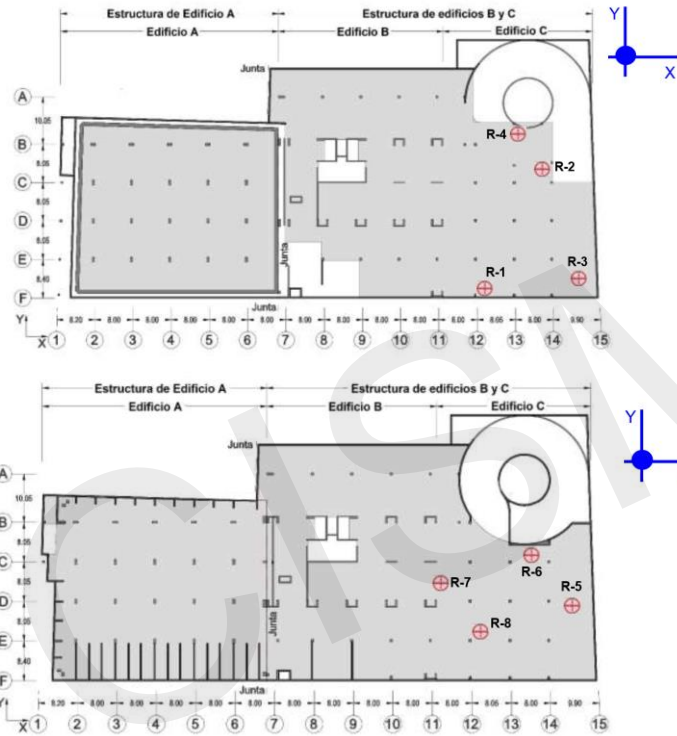 Estructura de Edificio A Estructura de edificios B y C
Edificio A Edificio B Edificio C
Y
X
Junta
A
10.05
B
8.05
C
8.05
D
8.05
E
8.40
F
R-4
R-2
R-3
R-1
Junta
Junta
Y
X
8.20 8.00 8.00 8.00 8.00 8.00 8.00 8.00 8.00 8.00 8.00 8.05 8.00 9.90
1 2 3 4 5 6 7 8 9 10 11 12 13 14 15
Estructura de Edificio A Estructura de edificios B y C
Edificio A Edificio B Edificio C
Y
Junta
A
10.05
B
8.05
C
8.05
D
8.05
E
8.40
F
R-6
R-7
R-5
R-8
Junta
Junta
Y
X
8.20 8.00 8.00 8.00 8.00 8.00 8.00 8.00 8.00 8.00 8.00 8.05 8.00 9.90
1 2 3 4 5 6 7 8 9 10 11 12 13 14 15